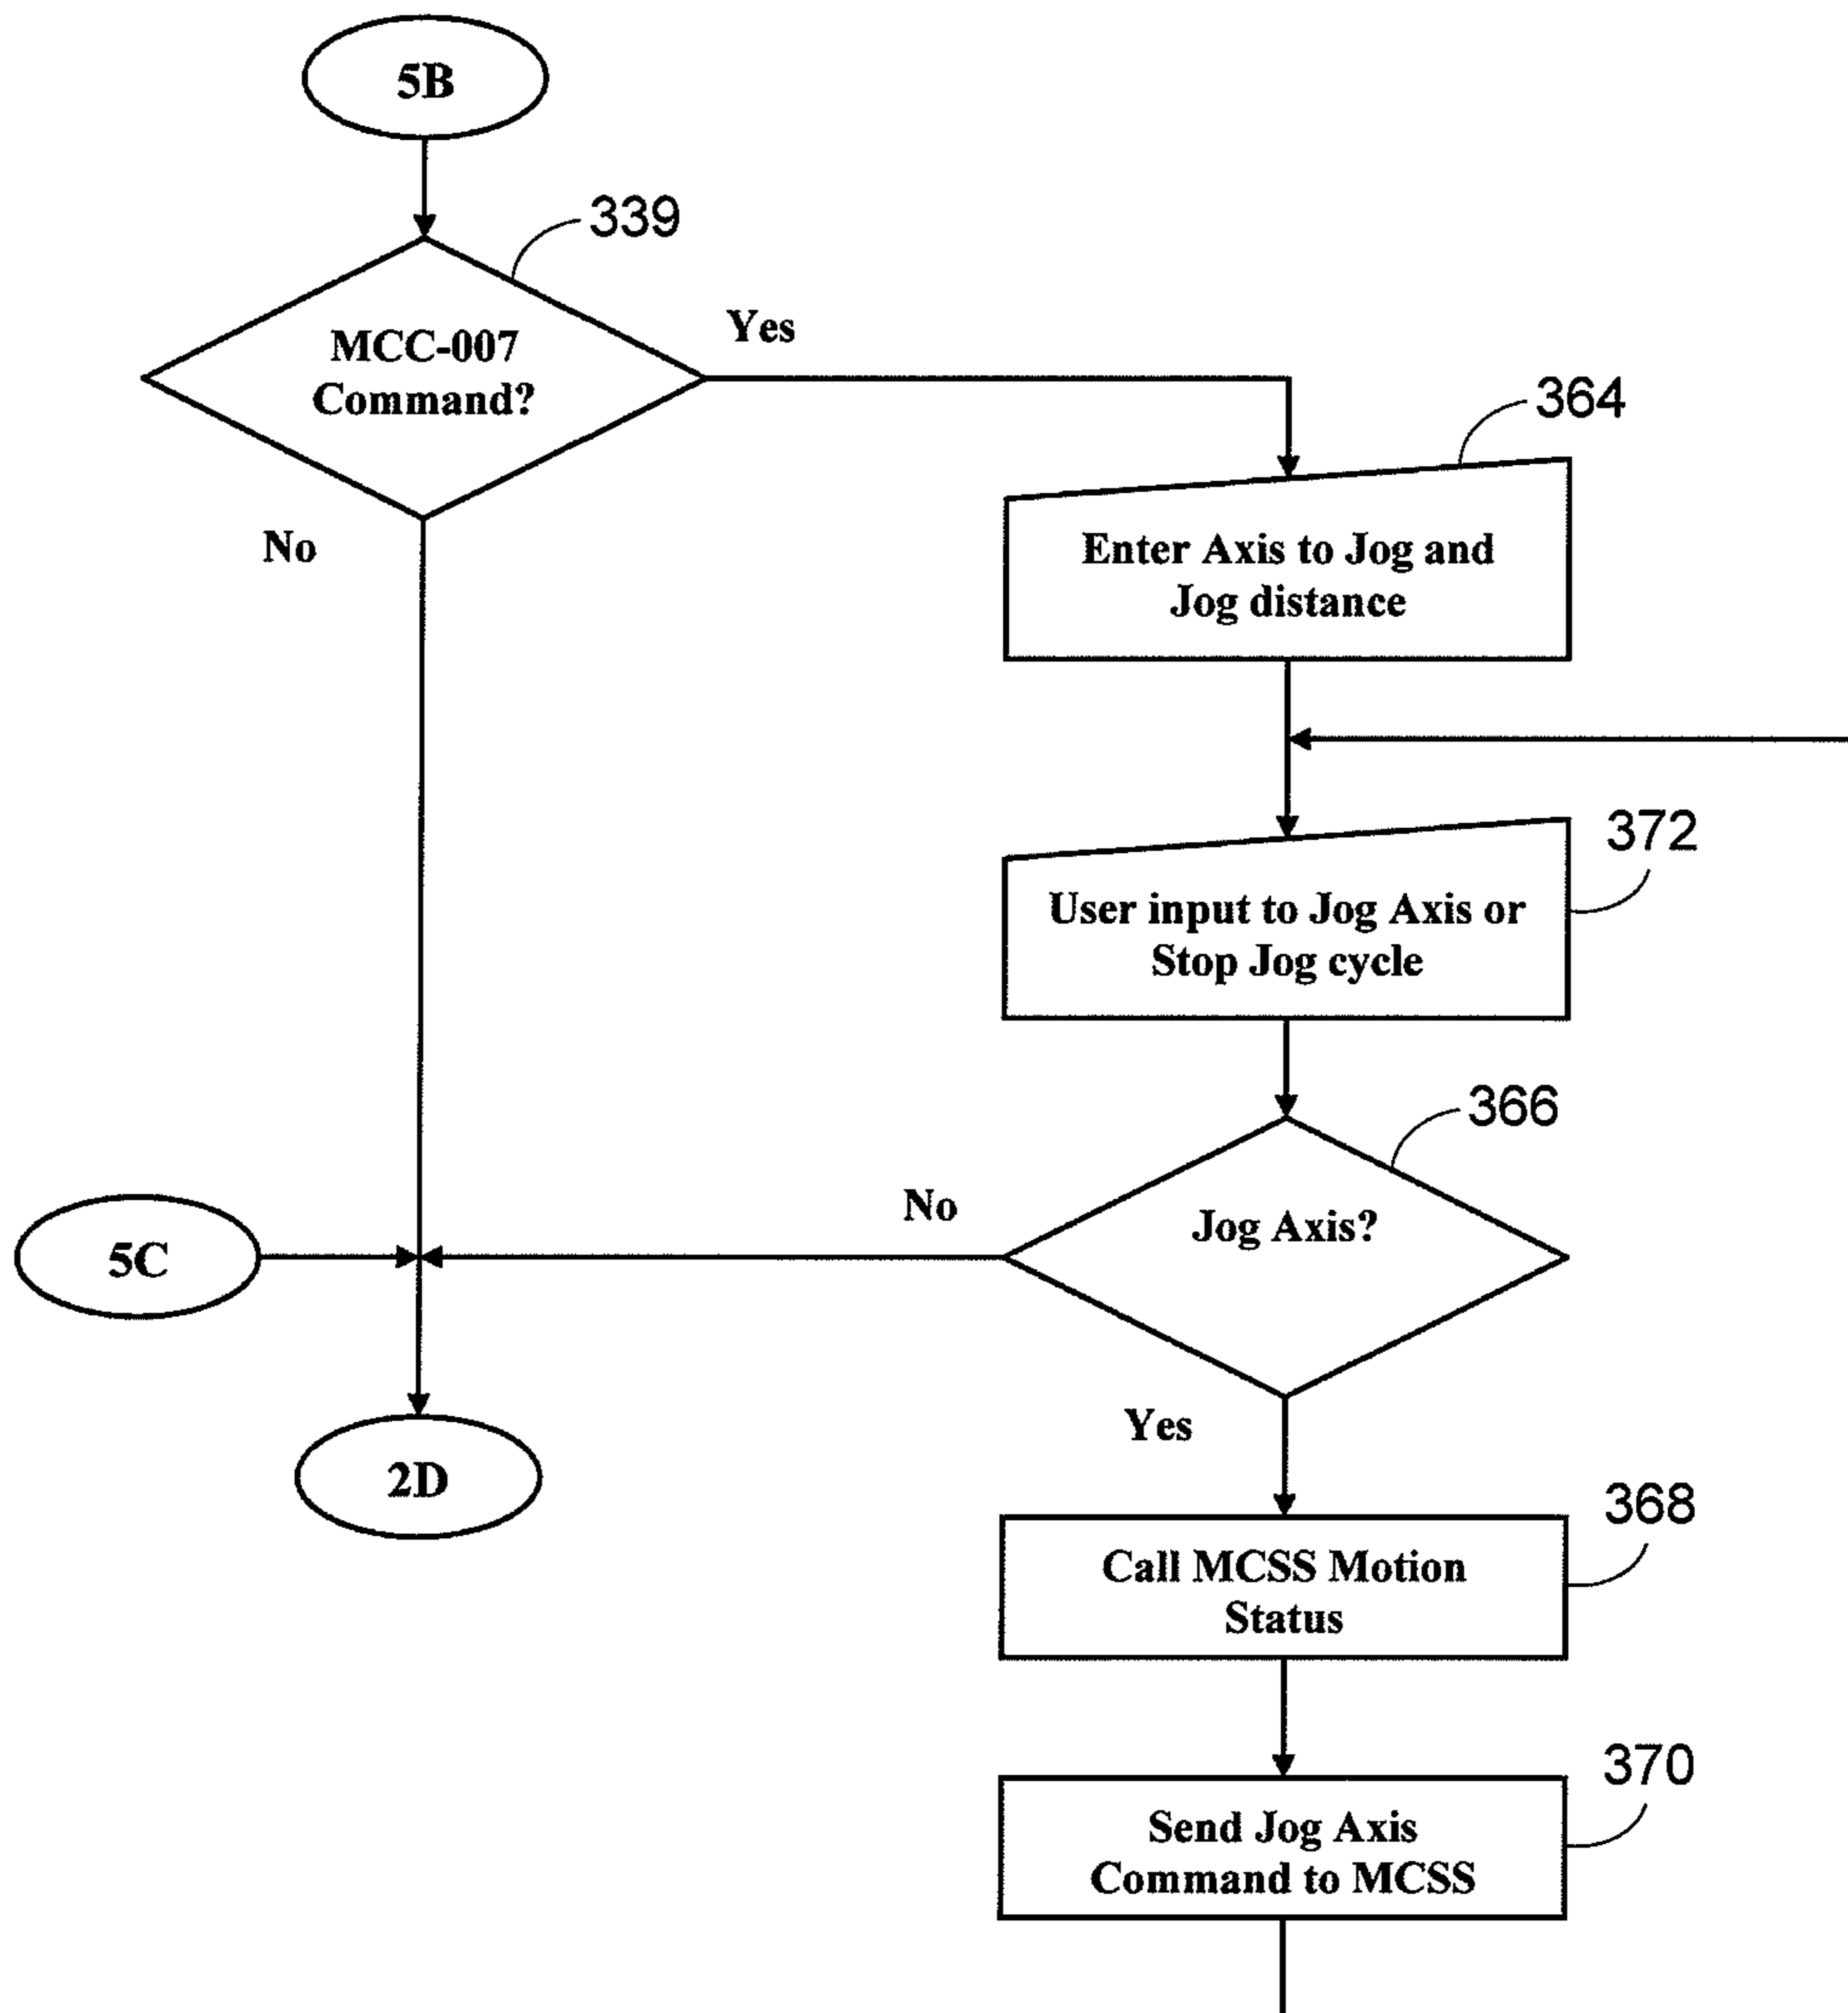 5B
339
MCC-007
Command?
Yes
No
364
Enter Axis to Jog and
Jog distance
372
User input to Jog Axis or
Stop Jog cycle
366
Jog Axis?
No
5C
Yes
2D
368
Call MCSS Motion
Status
370
Send Jog Axis
Command to MCSS